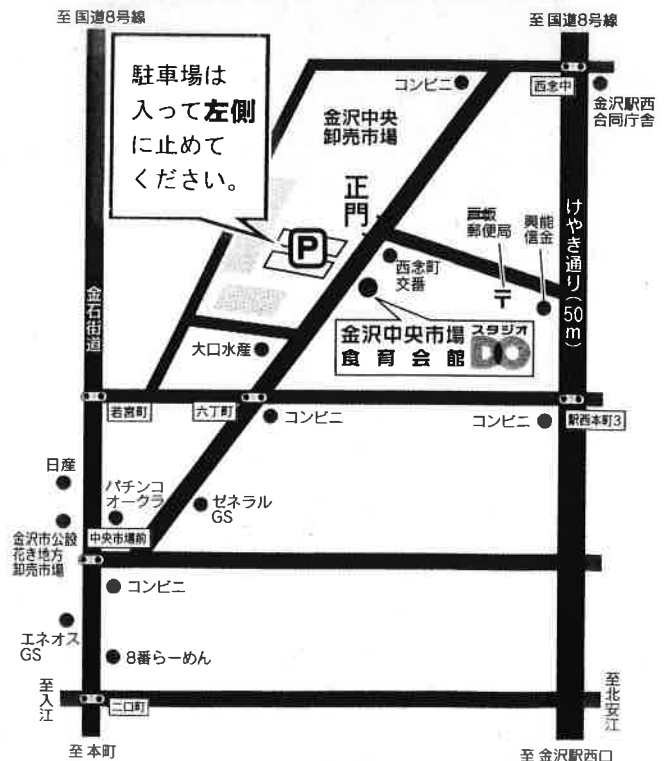 至 国道8号線
至 国道8号線
駐車場は
入って左側
に止めて
ください。
コンビニ
西念中
金沢駅西
合同庁舎
金沢中央
卸売市場
正門
P
戸板
郵便局
興能
信金
けやき通り(50m)
西念町
交番
〒
金石街道
金沢中央市場
食育会館
スタジオ
DO
大口水産
若宮町
六丁町
コンビニ
コンビニ
駅西本町3
日産
パチンコ
オークラ
ゼネラル
GS
金沢市公設
花き地方
卸売市場
中央市場前
コンビニ
エネオス
GS
8番らーめん
至入江
二口町
至北安江
至 本町
至 金沢駅西口